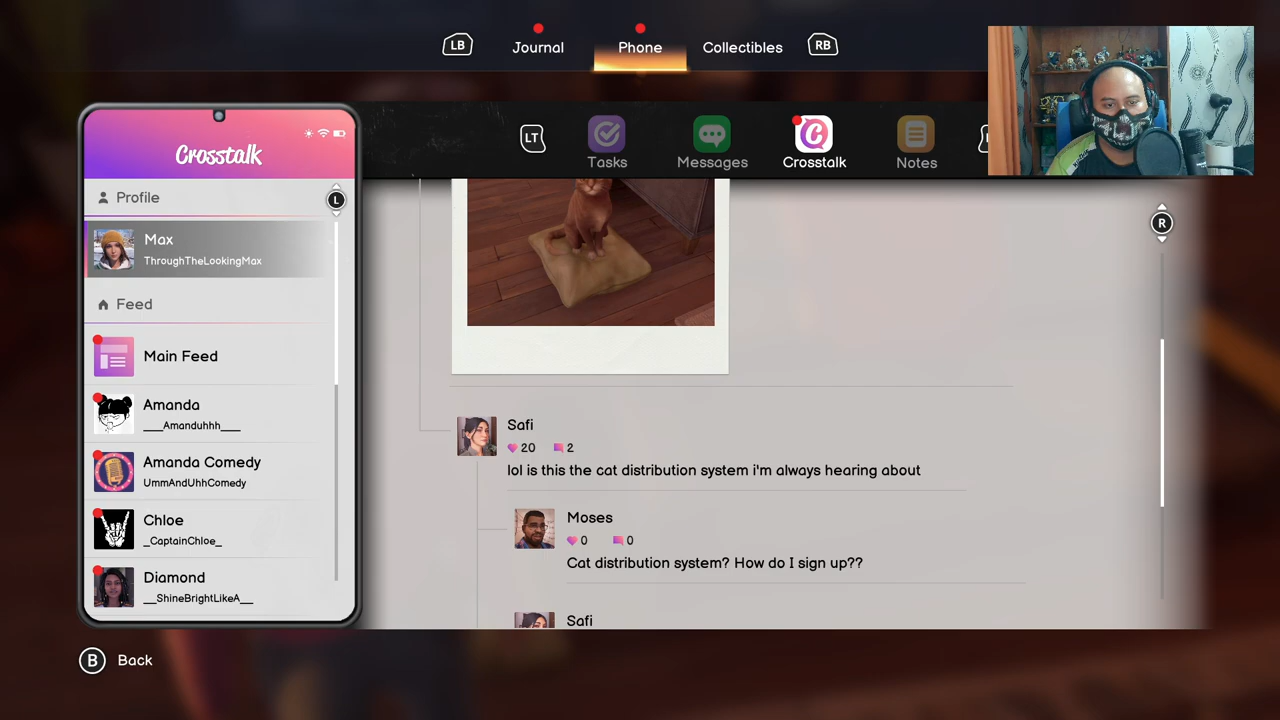 LB
Journal
Phone
Collectibles
RB
Crosstalk
LT
Tasks
Messages
Crosstalk
Notes
Profile
L
Max
ThroughTheLookingMax
Feed
Main Feed
Amanda
___Amanduhhh___
Amanda Comedy
UmmAndUhhComedy
Chloe
_CaptainChloe_
Diamond
__ShineBrightLikeA__
R
Safi
20 2
lol is this the cat distribution system i'm always hearing about
Moses
0 0
Cat distribution system? How do I sign up??
Safi
B Back